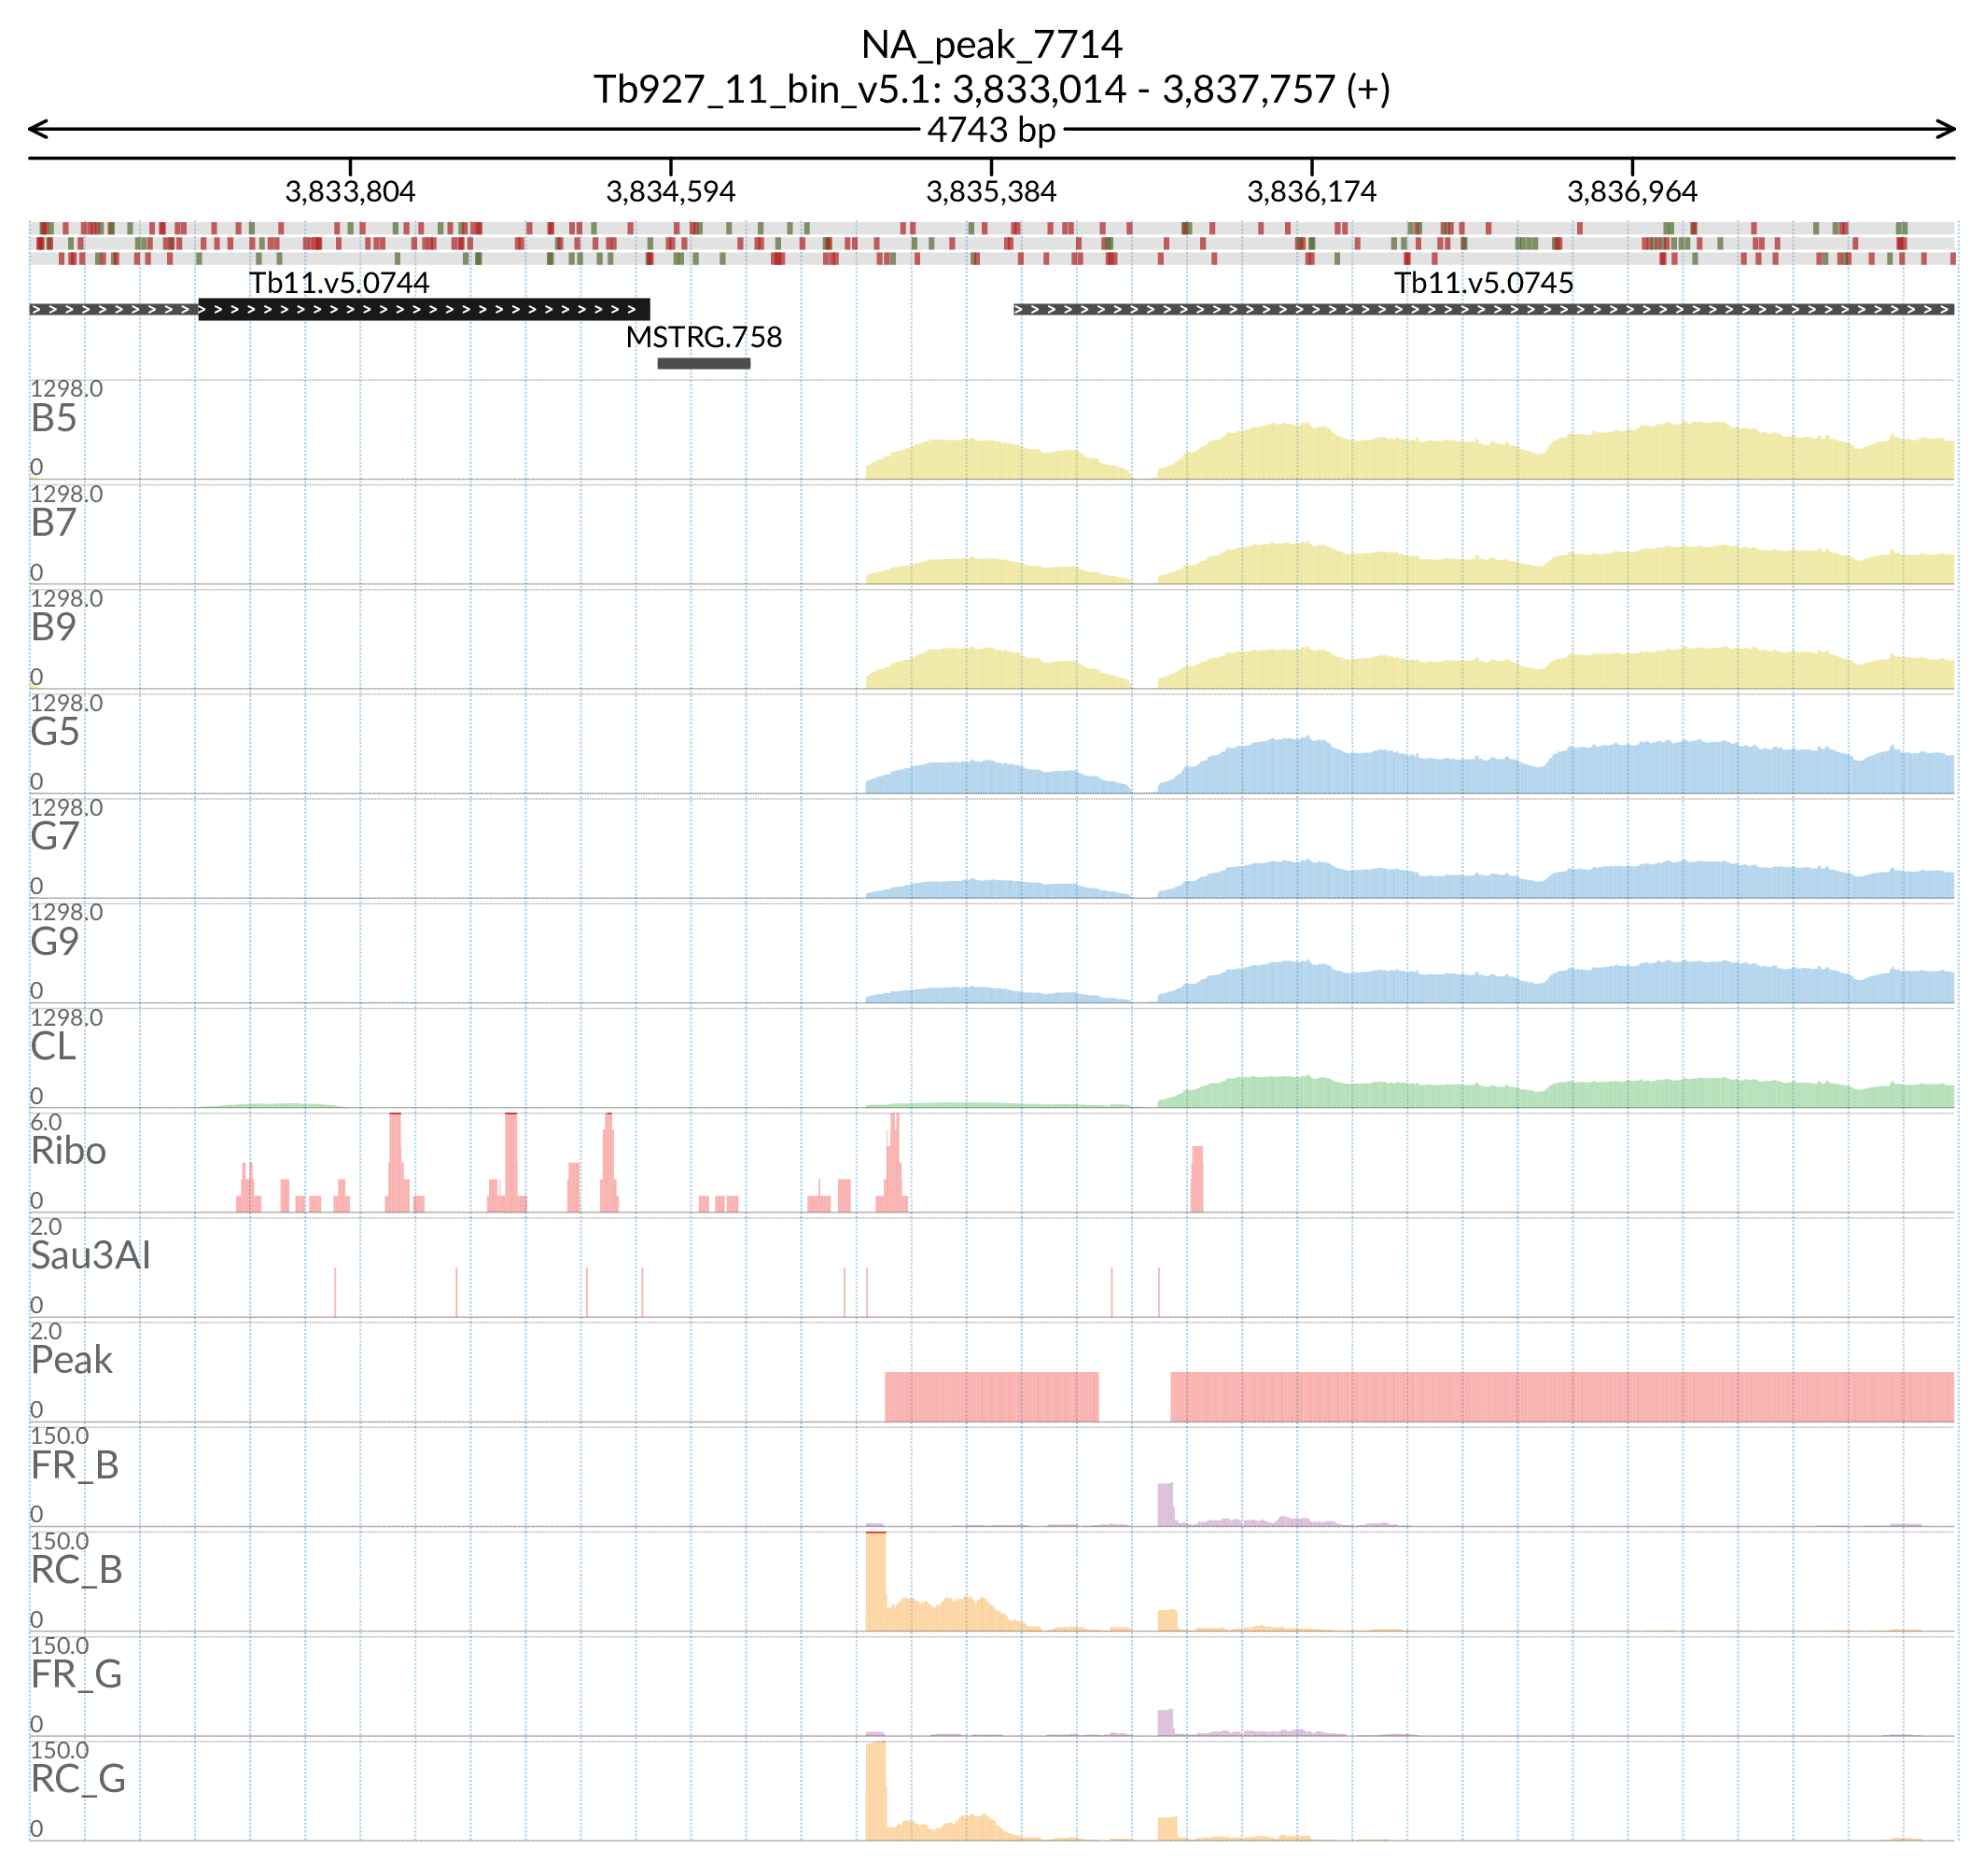 NA_peak_7714
Tb927_11_bin_v5.1: 3,833,014 - 3,837,757 (+)
4743 bp
3,833,804 3,834,594 3,835,384 3,836,174 3,836,964
Tb11.v5.0744 Tb11.v5.0745
MSTRG.758
1298.0
B5
0
1298.0
B7
0
1298.0
B9
0
1298.0
G5
0
1298.0
G7
0
1298.0
G9
0
1298.0
CL
0
6.0
Ribo
0
2.0
Sau3AI
0
2.0
Peak
0
150.0
FR_B
0
150.0
RC_B
0
150.0
FR_G
0
150.0
RC_G
0